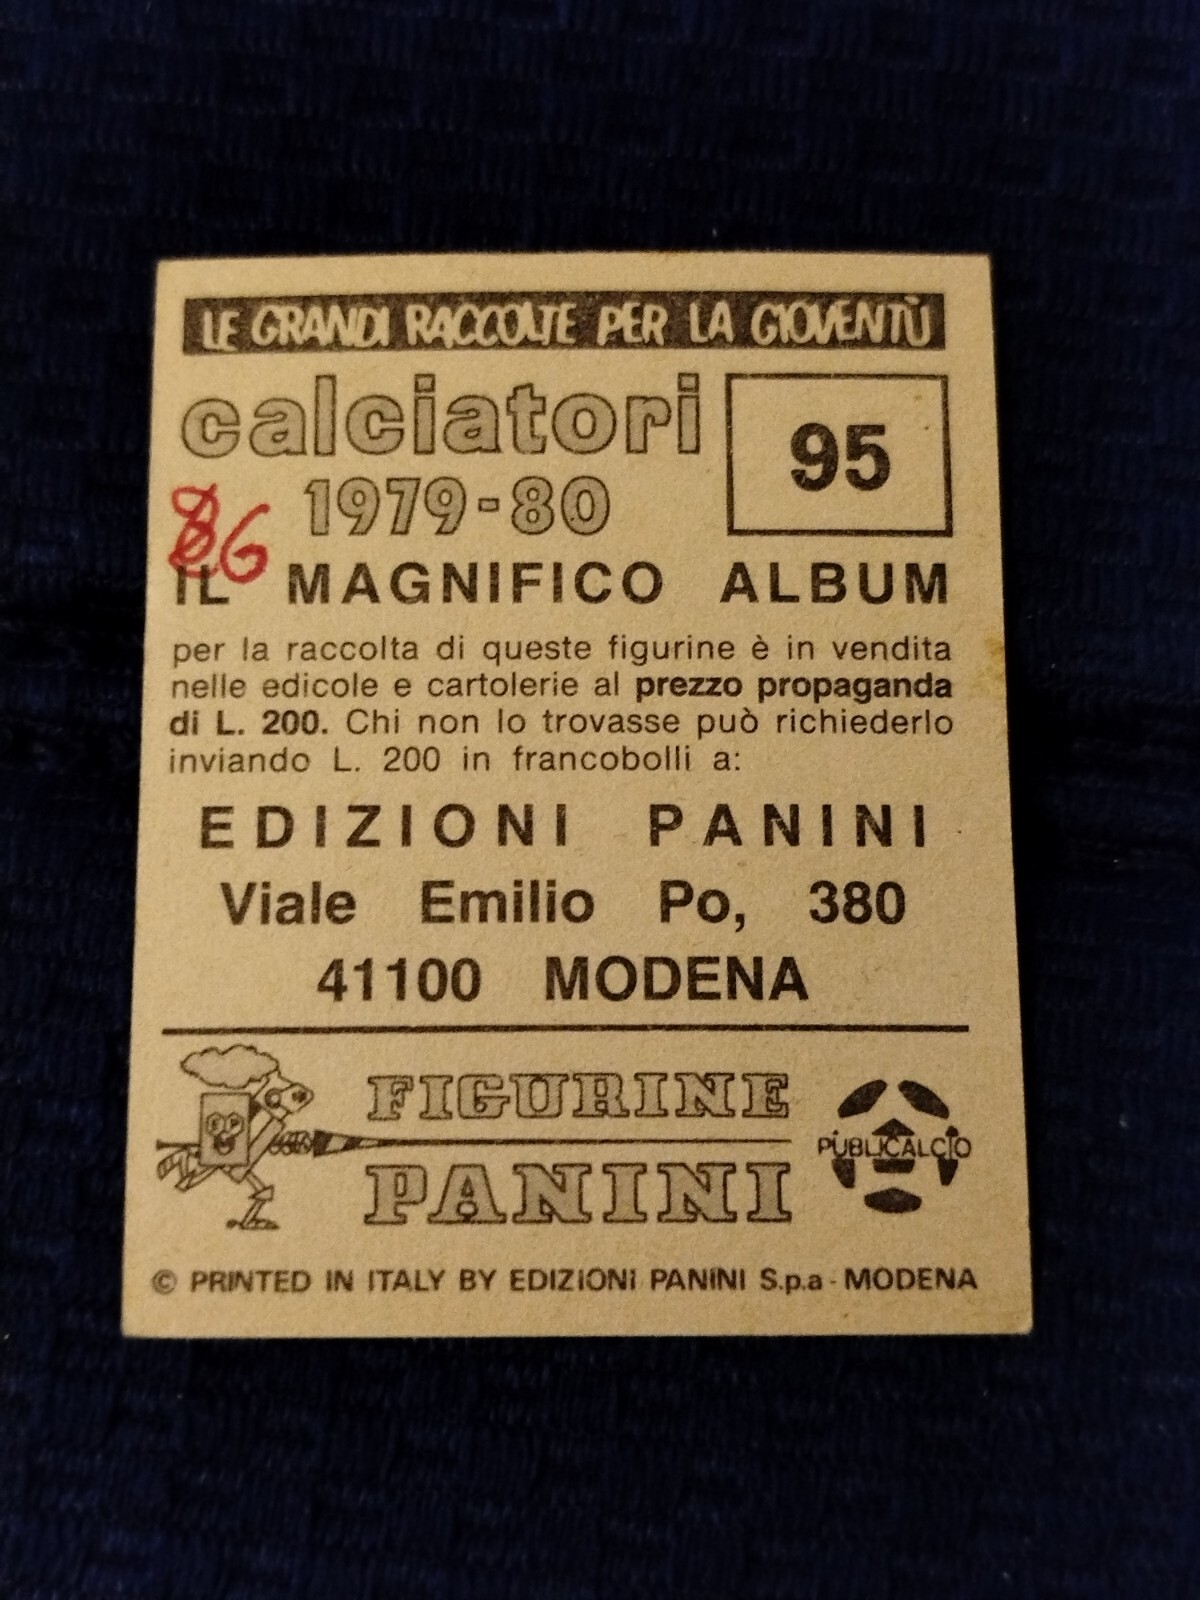 LE GRANDI RACCOLTE PER LA GIOVENTÙ
calciatori
95
1979-80
86
IL MAGNIFICO ALBUM
per la raccolta di queste figurine è in vendita
nelle edicole e cartolerie al prezzo propaganda
di L. 200. Chi non lo trovasse può richiederlo
inviando L. 200 in francobolli a:
EDIZIONI PANINI
Viale Emilio Po, 380
41100 MODENA
FIGURINE
PANINI
PUBLICALCIO
© PRINTED IN ITALY BY EDIZIONI PANINI S.p.a - MODENA